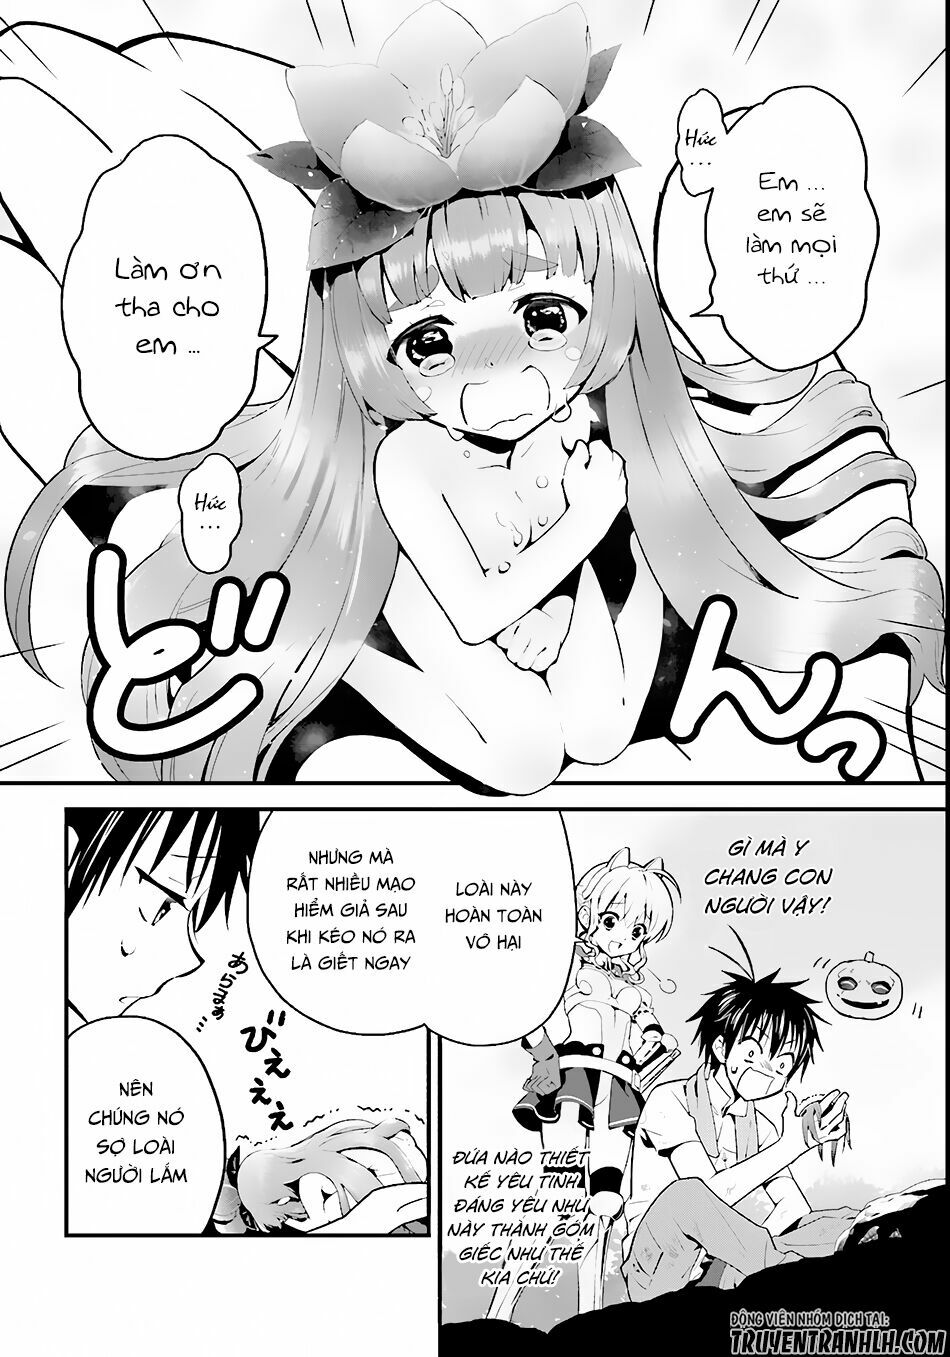 Hức
...
Em ...
em sẽ
làm mọi
thứ ...
Làm ơn
tha cho
em ...
Hức
...
どんっ
GÌ MÀ Y
CHANG CON
NGƯỜI VẬY!
LOÀI NÀY
HOÀN TOÀN
VÔ HẠI
NHƯNG MÀ
RẤT NHIỀU MẠO
HIỂM GIẢ SAU
KHI KÉO NÓ RA
LÀ GIẾT NGAY
びえぇぇ
NÊN
CHÚNG NÓ
SỢ LOÀI
NGƯỜI LẮM
ĐỨA NÀO THIẾT
KẾ YÊU TINH
ĐÁNG YÊU NHƯ
NÀY THÀNH GỚM
GIẾC NHƯ THẾ
KIA CHỨ!
ĐỘNG VIÊN NHÓM DỊCH TẠI:
TRUYENTRANHLH.COM